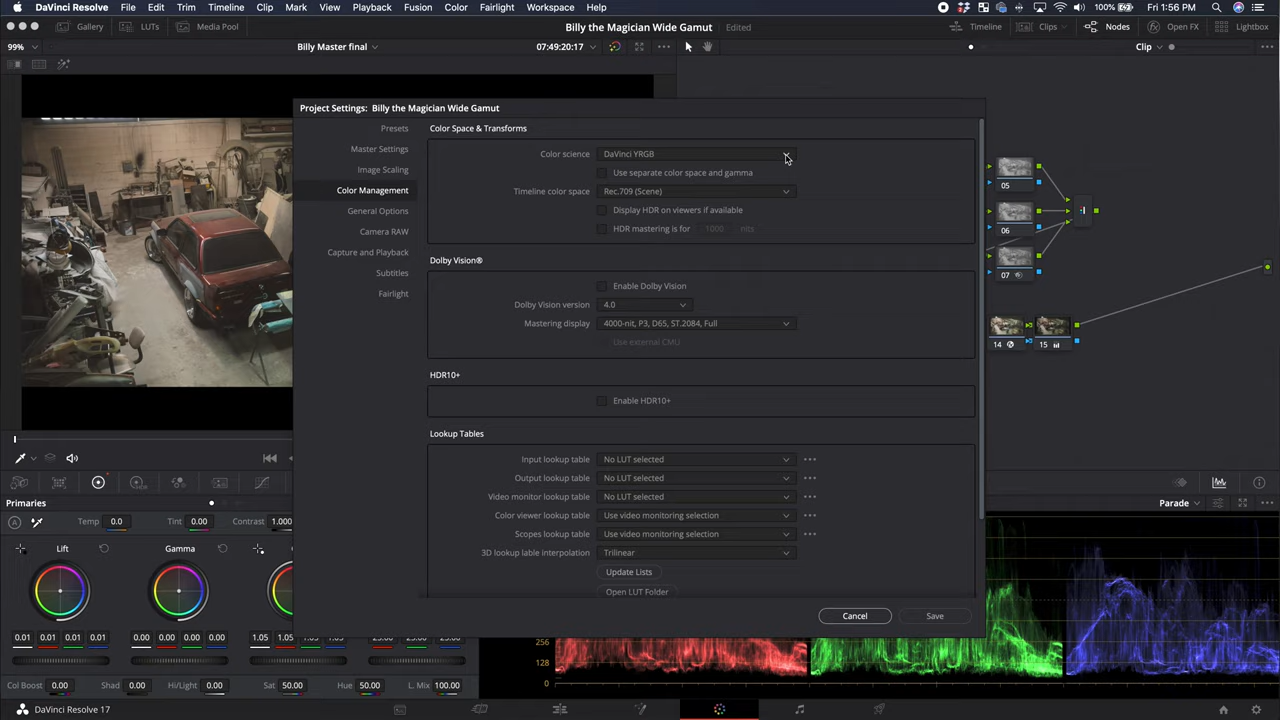 DaVinci Resolve File Edit Trim Timeline Clip Mark View Playback Fusion Color Fairlight Workspace Help 100% Fri 1:56 PM
Gallery LUTs Media Pool Billy the Magician Wide Gamut Edited Timeline Clips Nodes Open FX Lightbox
99% Billy Master final 07:49:20:17 Clip
Project Settings: Billy the Magician Wide Gamut
Presets
Master Settings
Image Scaling
Color Management
General Options
Camera RAW
Capture and Playback
Subtitles
Fairlight
Color Space & Transforms
Color science DaVinci YRGB
Use separate color space and gamma
Timeline color space Rec.709 (Scene)
Display HDR on viewers if available
HDR mastering is for 1000 nits
Dolby Vision®
Enable Dolby Vision
Dolby Vision version 4.0
Mastering display 4000-nit, P3, D65, ST.2084, Full
Use external CMU
HDR10+
Enable HDR10+
Lookup Tables
Input lookup table No LUT selected
Output lookup table No LUT selected
Video monitor lookup table No LUT selected
Color viewer lookup table Use video monitoring selection
Scopes lookup table Use video monitoring selection
3D lookup table interpolation Trilinear
Update Lists
Open LUT Folder
Cancel Save
05
06
07
14 15
Primaries
Parade
Temp 0.0 Tint 0.00 Contrast 1.000
Lift Gamma
0.01 0.01 0.01 0.01 0.00 0.00 0.00 0.00 1.05 1.05
256
128
0
Color Boost 0.00 Shad 0.00 Hi/Light 0.00 Sat 50.00 Hue 50.00 L. Mix 100.00
DaVinci Resolve 17